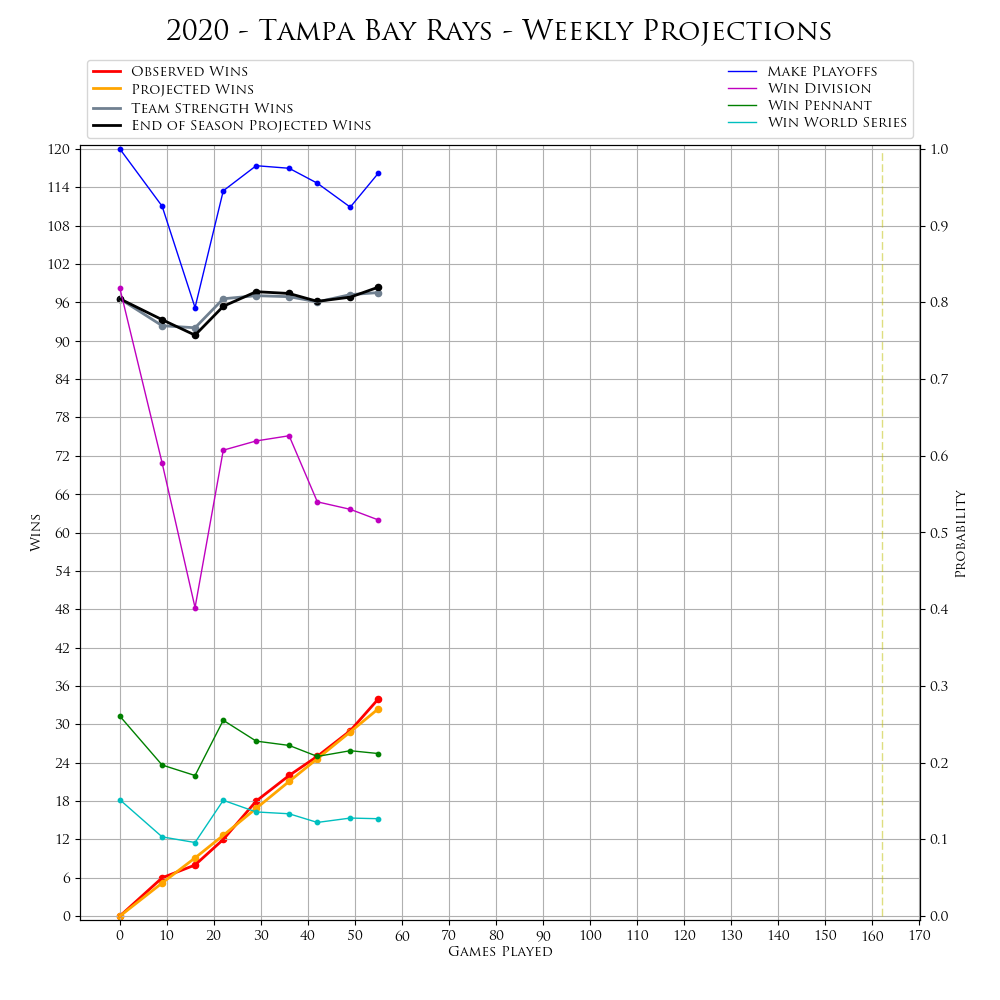 2020 - Tampa Bay Rays - Weekly Projections
Observed Wins
Projected Wins
Team Strength Wins
End of Season Projected Wins
Make Playoffs
Win Division
Win Pennant
Win World Series
120
114
108
102
96
90
84
78
72
66
60
54
48
42
36
30
24
18
12
6
0
Wins
1.0
0.9
0.8
0.7
0.6
0.5
0.4
0.3
0.2
0.1
0.0
Probability
0 10 20 30 40 50 60 70 80 90 100 110 120 130 140 150 160 170
Games Played